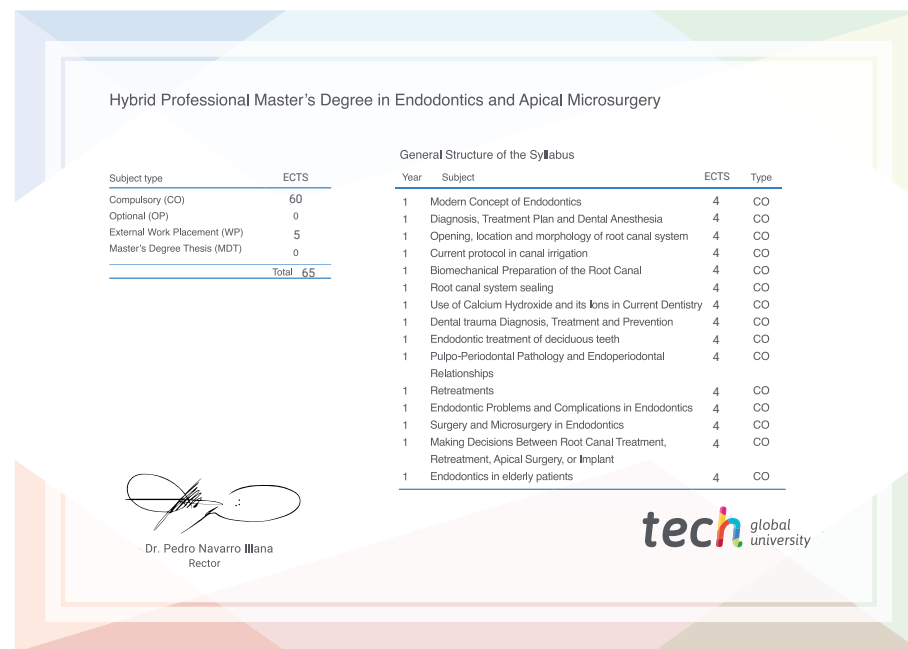 Hybrid Professional Master's Degree in Endodontics and Apical Microsurgery
General Structure of the Syllabus
Subject type ECTS
Compulsory (CO) 60
Optional (OP) 0
External Work Placement (WP) 5
Master's Degree Thesis (MDT) 0
Total 65
Year Subject ECTS Type
1 Modern Concept of Endodontics 4 CO
1 Diagnosis, Treatment Plan and Dental Anesthesia 4 CO
1 Opening, location and morphology of root canal system 4 CO
1 Current protocol in canal irrigation 4 CO
1 Biomechanical Preparation of the Root Canal 4 CO
1 Root canal system sealing 4 CO
1 Use of Calcium Hydroxide and its Ions in Current Dentistry 4 CO
1 Dental trauma Diagnosis, Treatment and Prevention 4 CO
1 Endodontic treatment of deciduous teeth 4 CO
1 Pulpo-Periodontal Pathology and Endoperiodontal 4 CO
Relationships
1 Retreatments 4 CO
1 Endodontic Problems and Complications in Endodontics 4 CO
1 Surgery and Microsurgery in Endodontics 4 CO
1 Making Decisions Between Root Canal Treatment, 4 CO
Retreatment, Apical Surgery, or Implant
1 Endodontics in elderly patients 4 CO
Dr. Pedro Navarro Illana
Rector
tech global
university